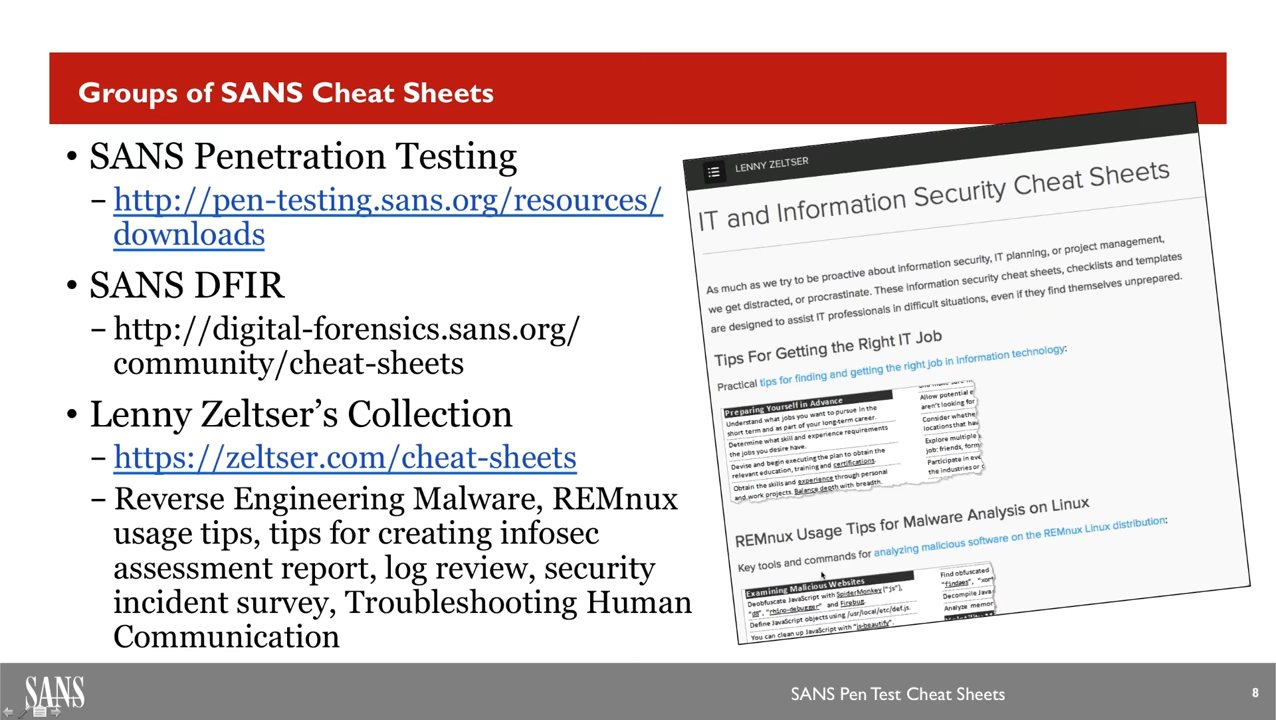 Groups of SANS Cheat Sheets
• SANS Penetration Testing
– http://pen-testing.sans.org/resources/
downloads
• SANS DFIR
– http://digital-forensics.sans.org/
community/cheat-sheets
• Lenny Zeltser’s Collection
– https://zeltser.com/cheat-sheets
– Reverse Engineering Malware, REMnux
usage tips, tips for creating infosec
assessment report, log review, security
incident survey, Troubleshooting Human
Communication
LENNY ZELTSER
IT and Information Security Cheat Sheets
As much as we try to be proactive about information security, IT planning, or project management,
we get distracted, or procrastinate. These information security cheat sheets, checklists and templates
are designed to assist IT professionals in difficult situations, even if they find themselves unprepared.
Tips For Getting the Right IT Job
Practical tips for finding and getting the right job in information technology:
Preparing Yourself in Advance
Understand what jobs you want to pursue in the
short term and as part of your long-term career.
Determine what skill and experience requirements
the jobs you desire have.
Devise and begin executing the plan to obtain the
relevant education, training and certifications.
Obtain the skills and experience through personal
and work projects. Balance depth with breadth.
Allow potential e
aren't looking for
Consider whethe
locations that hav
Explore multiple
job: friends, form
Participate in eve
the industries or
REMnux Usage Tips for Malware Analysis on Linux
Key tools and commands for analyzing malicious software on the REMnux Linux distribution:
Examining Malicious Websites
Deobfuscate JavaScript with SpiderMonkey ("js"),
"d8", "rhino-debugger" and Firebug.
Define JavaScript objects using /usr/local/etc/def.js.
You can clean up JavaScript with "js-beautify".
Find obfuscated
"findaes", "xor
Decompile Java
Analyze memor
SANS
SANS Pen Test Cheat Sheets
8